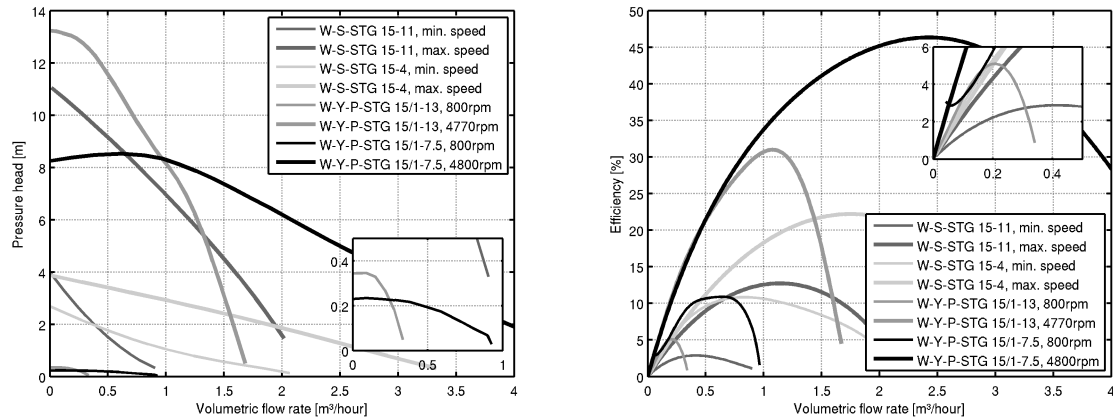 14
12
10
8
6
4
2
0
Pressure head [m]
W-S-STG 15-11, min. speed
W-S-STG 15-11, max. speed
W-S-STG 15-4, min. speed
W-S-STG 15-4, max. speed
W-Y-P-STG 15/1-13, 800rpm
W-Y-P-STG 15/1-13, 4770rpm
W-Y-P-STG 15/1-7.5, 800rpm
W-Y-P-STG 15/1-7.5, 4800rpm
0.4
0.2
0
0 0.5 1
0 0.5 1 1.5 2 2.5 3 3.5 4
Volumetric flow rate [m³/hour]
50
45
40
35
30
25
20
15
10
5
0
Efficiency [%]
6
4
2
0
0 0.2 0.4
W-S-STG 15-11, min. speed
W-S-STG 15-11, max. speed
W-S-STG 15-4, min. speed
W-S-STG 15-4, max. speed
W-Y-P-STG 15/1-13, 800rpm
W-Y-P-STG 15/1-13, 4770rpm
W-Y-P-STG 15/1-7.5, 800rpm
W-Y-P-STG 15/1-7.5, 4800rpm
0 0.5 1 1.5 2 2.5 3 3.5 4
Volumetric flow rate [m³/hour]